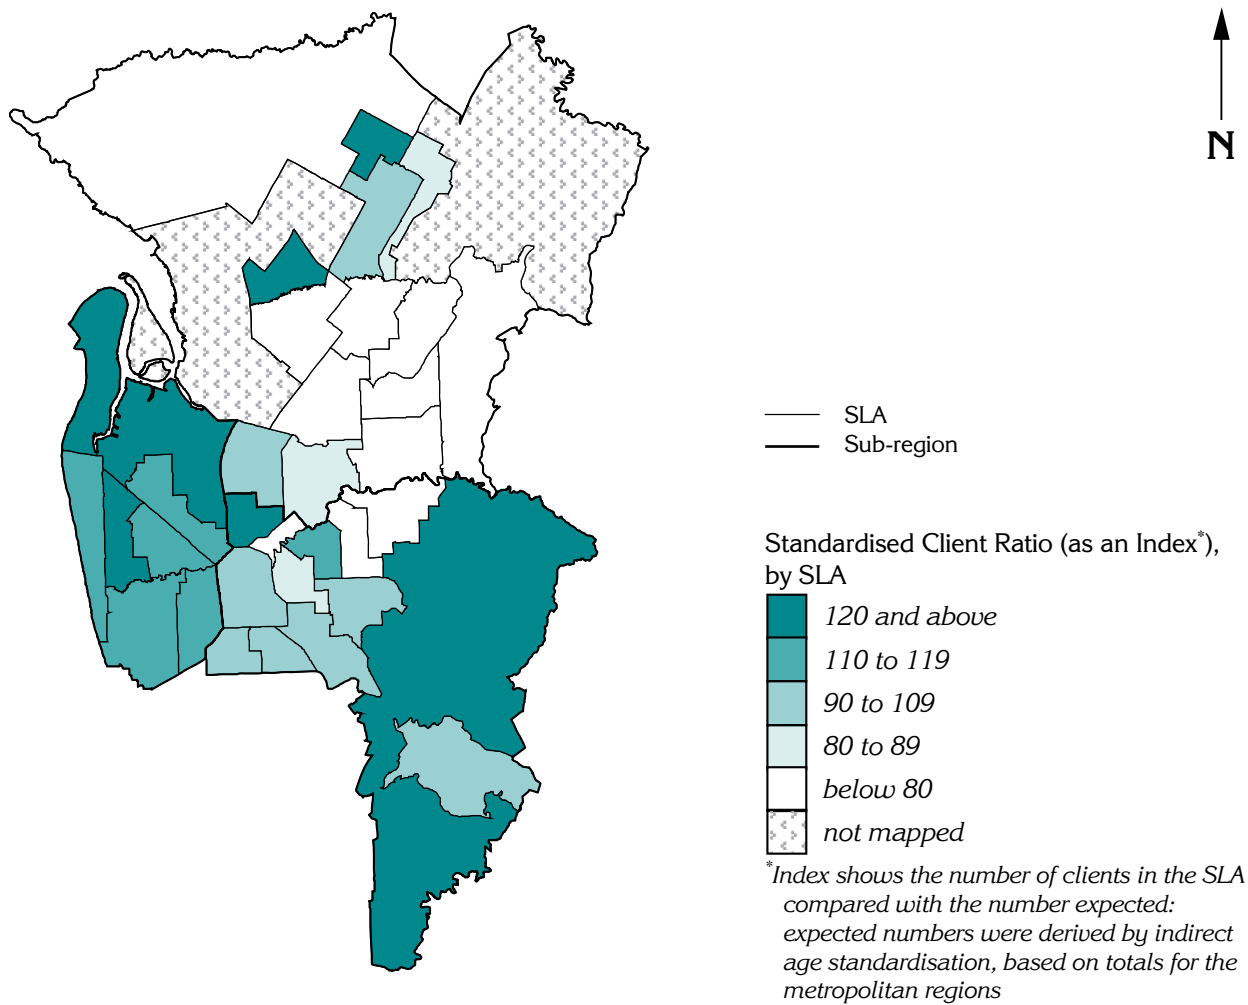 N
SLA
Sub-region
Standardised Client Ratio (as an Index*),
by SLA
120 and above
110 to 119
90 to 109
80 to 89
below 80
not mapped
*Index shows the number of clients in the SLA
compared with the number expected:
expected numbers were derived by indirect
age standardisation, based on totals for the
metropolitan regions